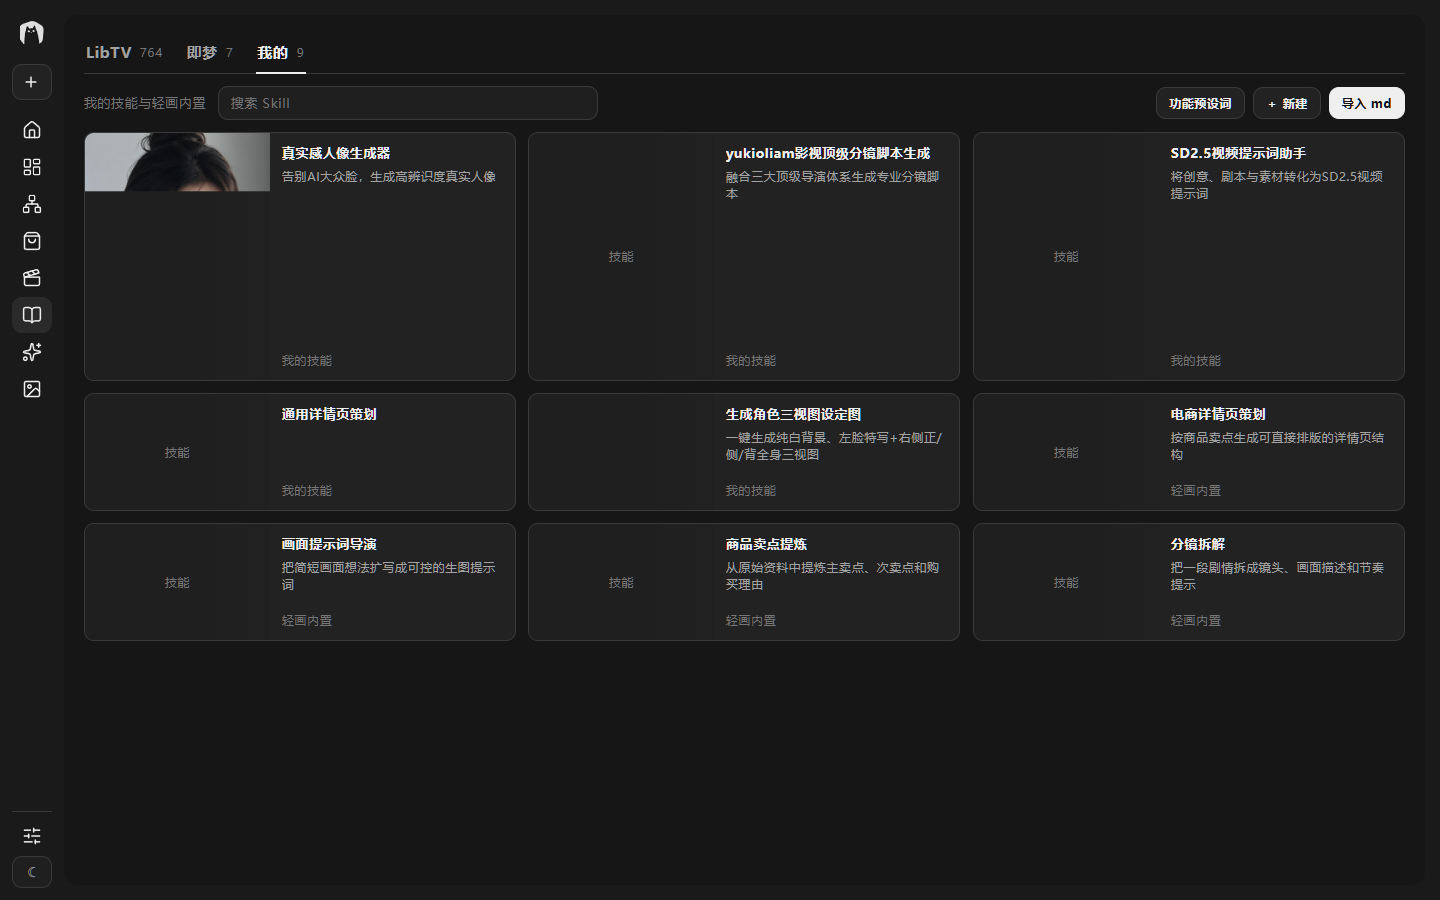 LibTV 764 即梦 7 我的 9
我的技能与轻画内置 搜索 Skill 功能预设词 + 新建 导入 md
真实感人像生成器
告别AI大众脸，生成高辨识度真实人像
我的技能
技能
yukioliam影视顶级分镜脚本生成
融合三大顶级导演体系生成专业分镜脚
本
我的技能
技能
SD2.5视频提示词助手
将创意、剧本与素材转化为SD2.5视频
提示词
我的技能
技能
通用详情页策划
我的技能
生成角色三视图设定图
一键生成纯白背景、左脸特写+右侧正/
侧/背全身三视图
我的技能
技能
电商详情页策划
按商品卖点生成可直接排版的详情页结
构
轻画内置
技能
画面提示词导演
把简短画面想法扩写成可控的生图提示
词
轻画内置
技能
商品卖点提炼
从原始资料中提炼主卖点、次卖点和购
买理由
轻画内置
技能
分镜拆解
把一段剧情拆成镜头、画面描述和节奏
提示
轻画内置